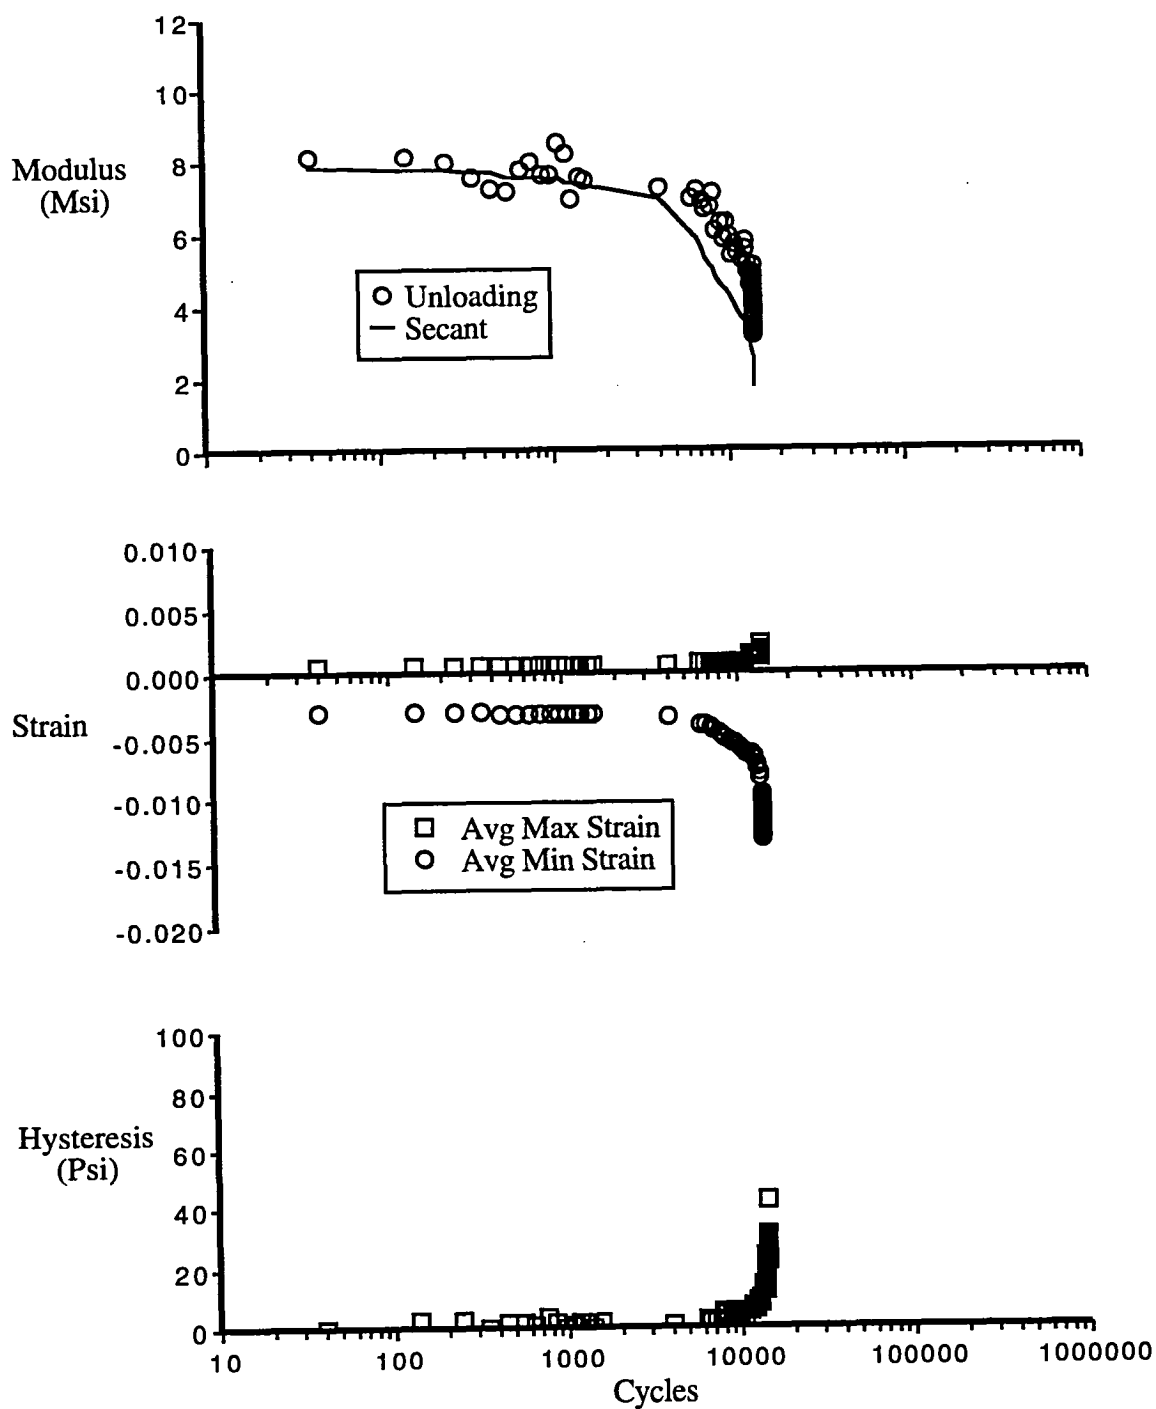 12
10
8
Modulus
(Msi)
6
4
2
0
Unloading
Secant
0.010
0.005
0.000
Strain
-0.005
-0.010
-0.015
-0.020
Avg Max Strain
Avg Min Strain
100
80
Hysteresis
(Psi)
60
40
20
0
10 100 1000 10000 100000 1000000
Cycles